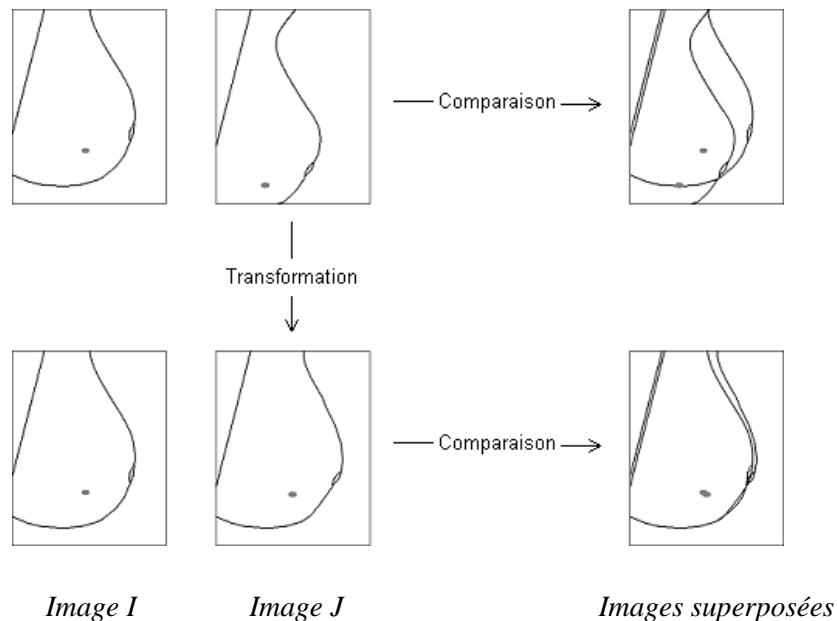 Comparaison
Transformation
Comparaison
Image I Image J Images superposées